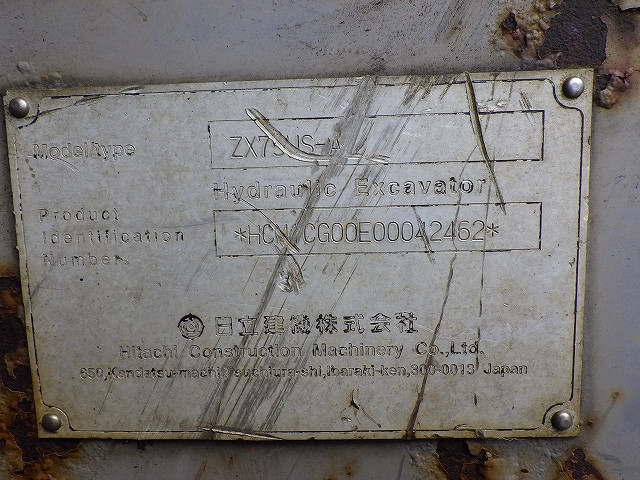 Model/type ZX75US-A
Hydraulic Excavator
Product
Identification
Number *HCM1CG00E00042462*
日立建機株式会社
Hitachi Construction Machinery Co.,Ltd.
650,Kandatsu-machi,Tsuchiura-shi,Ibaraki-ken,300-0013 Japan